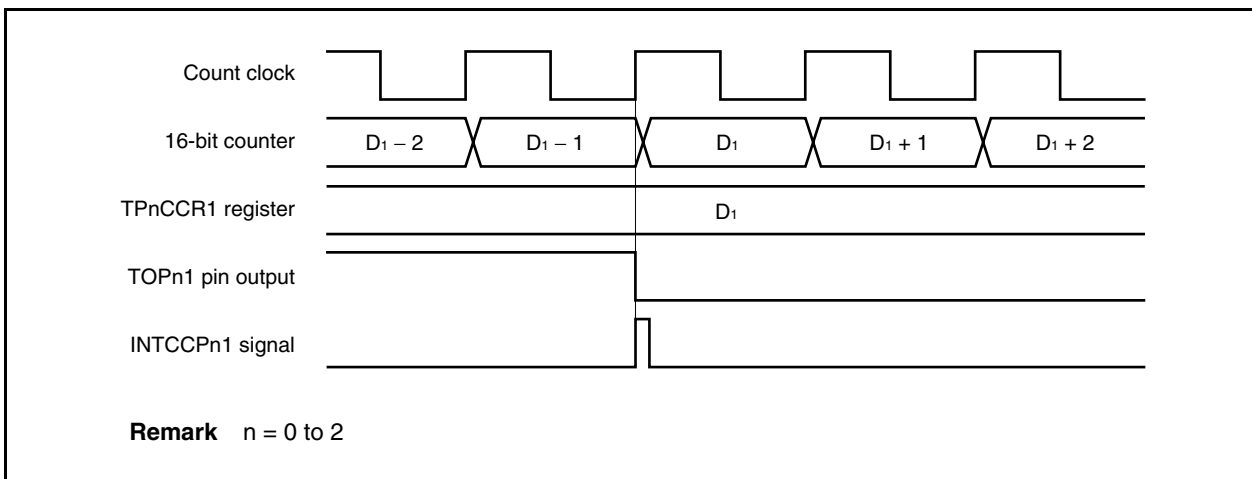 Count clock
16-bit counter D₁ − 2 D₁ − 1 D₁ D₁ + 1 D₁ + 2
TPnCCR1 register D₁
TOPn1 pin output
INTCCPn1 signal
Remark n = 0 to 2